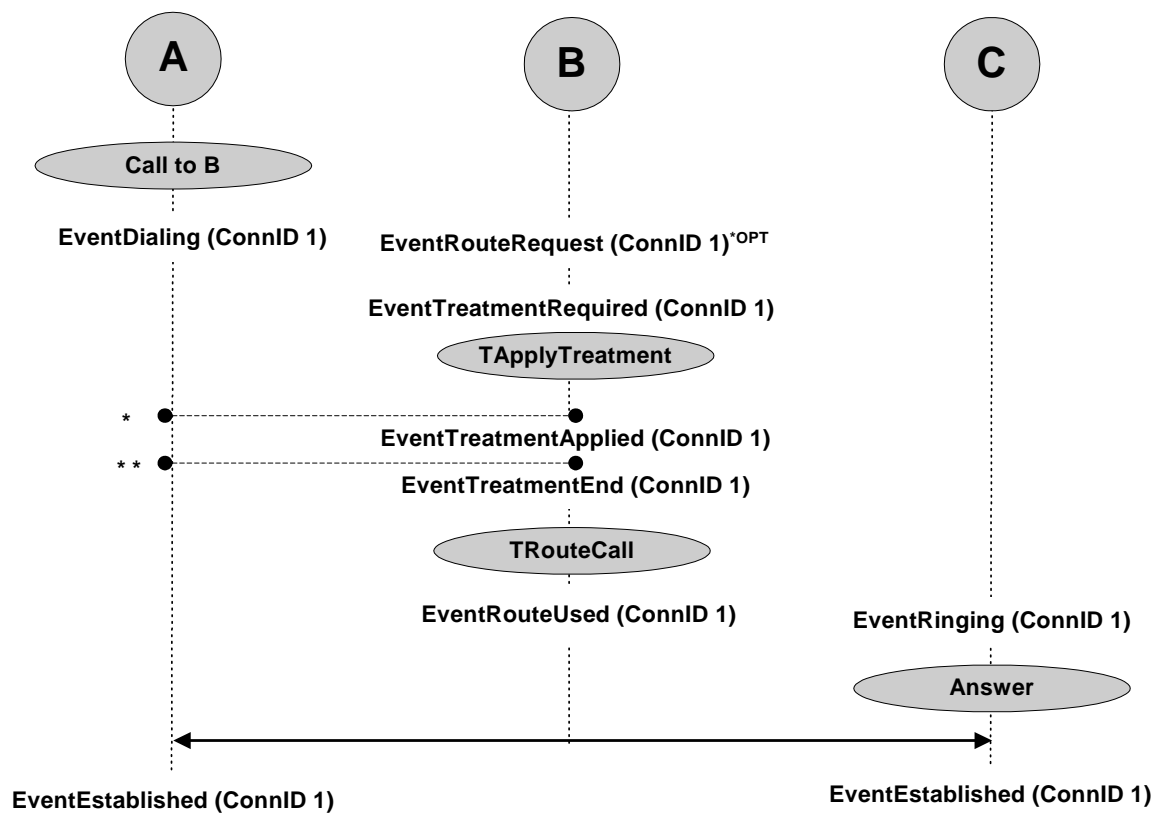 A
B
C
Call to B
EventDialing (ConnID 1)
EventRouteRequest (ConnID 1)*OPT
EventTreatmentRequired (ConnID 1)
TApplyTreatment
*
EventTreatmentApplied (ConnID 1)
* *
EventTreatmentEnd (ConnID 1)
TRouteCall
EventRouteUsed (ConnID 1)
EventRinging (ConnID 1)
Answer
EventEstablished (ConnID 1)
EventEstablished (ConnID 1)